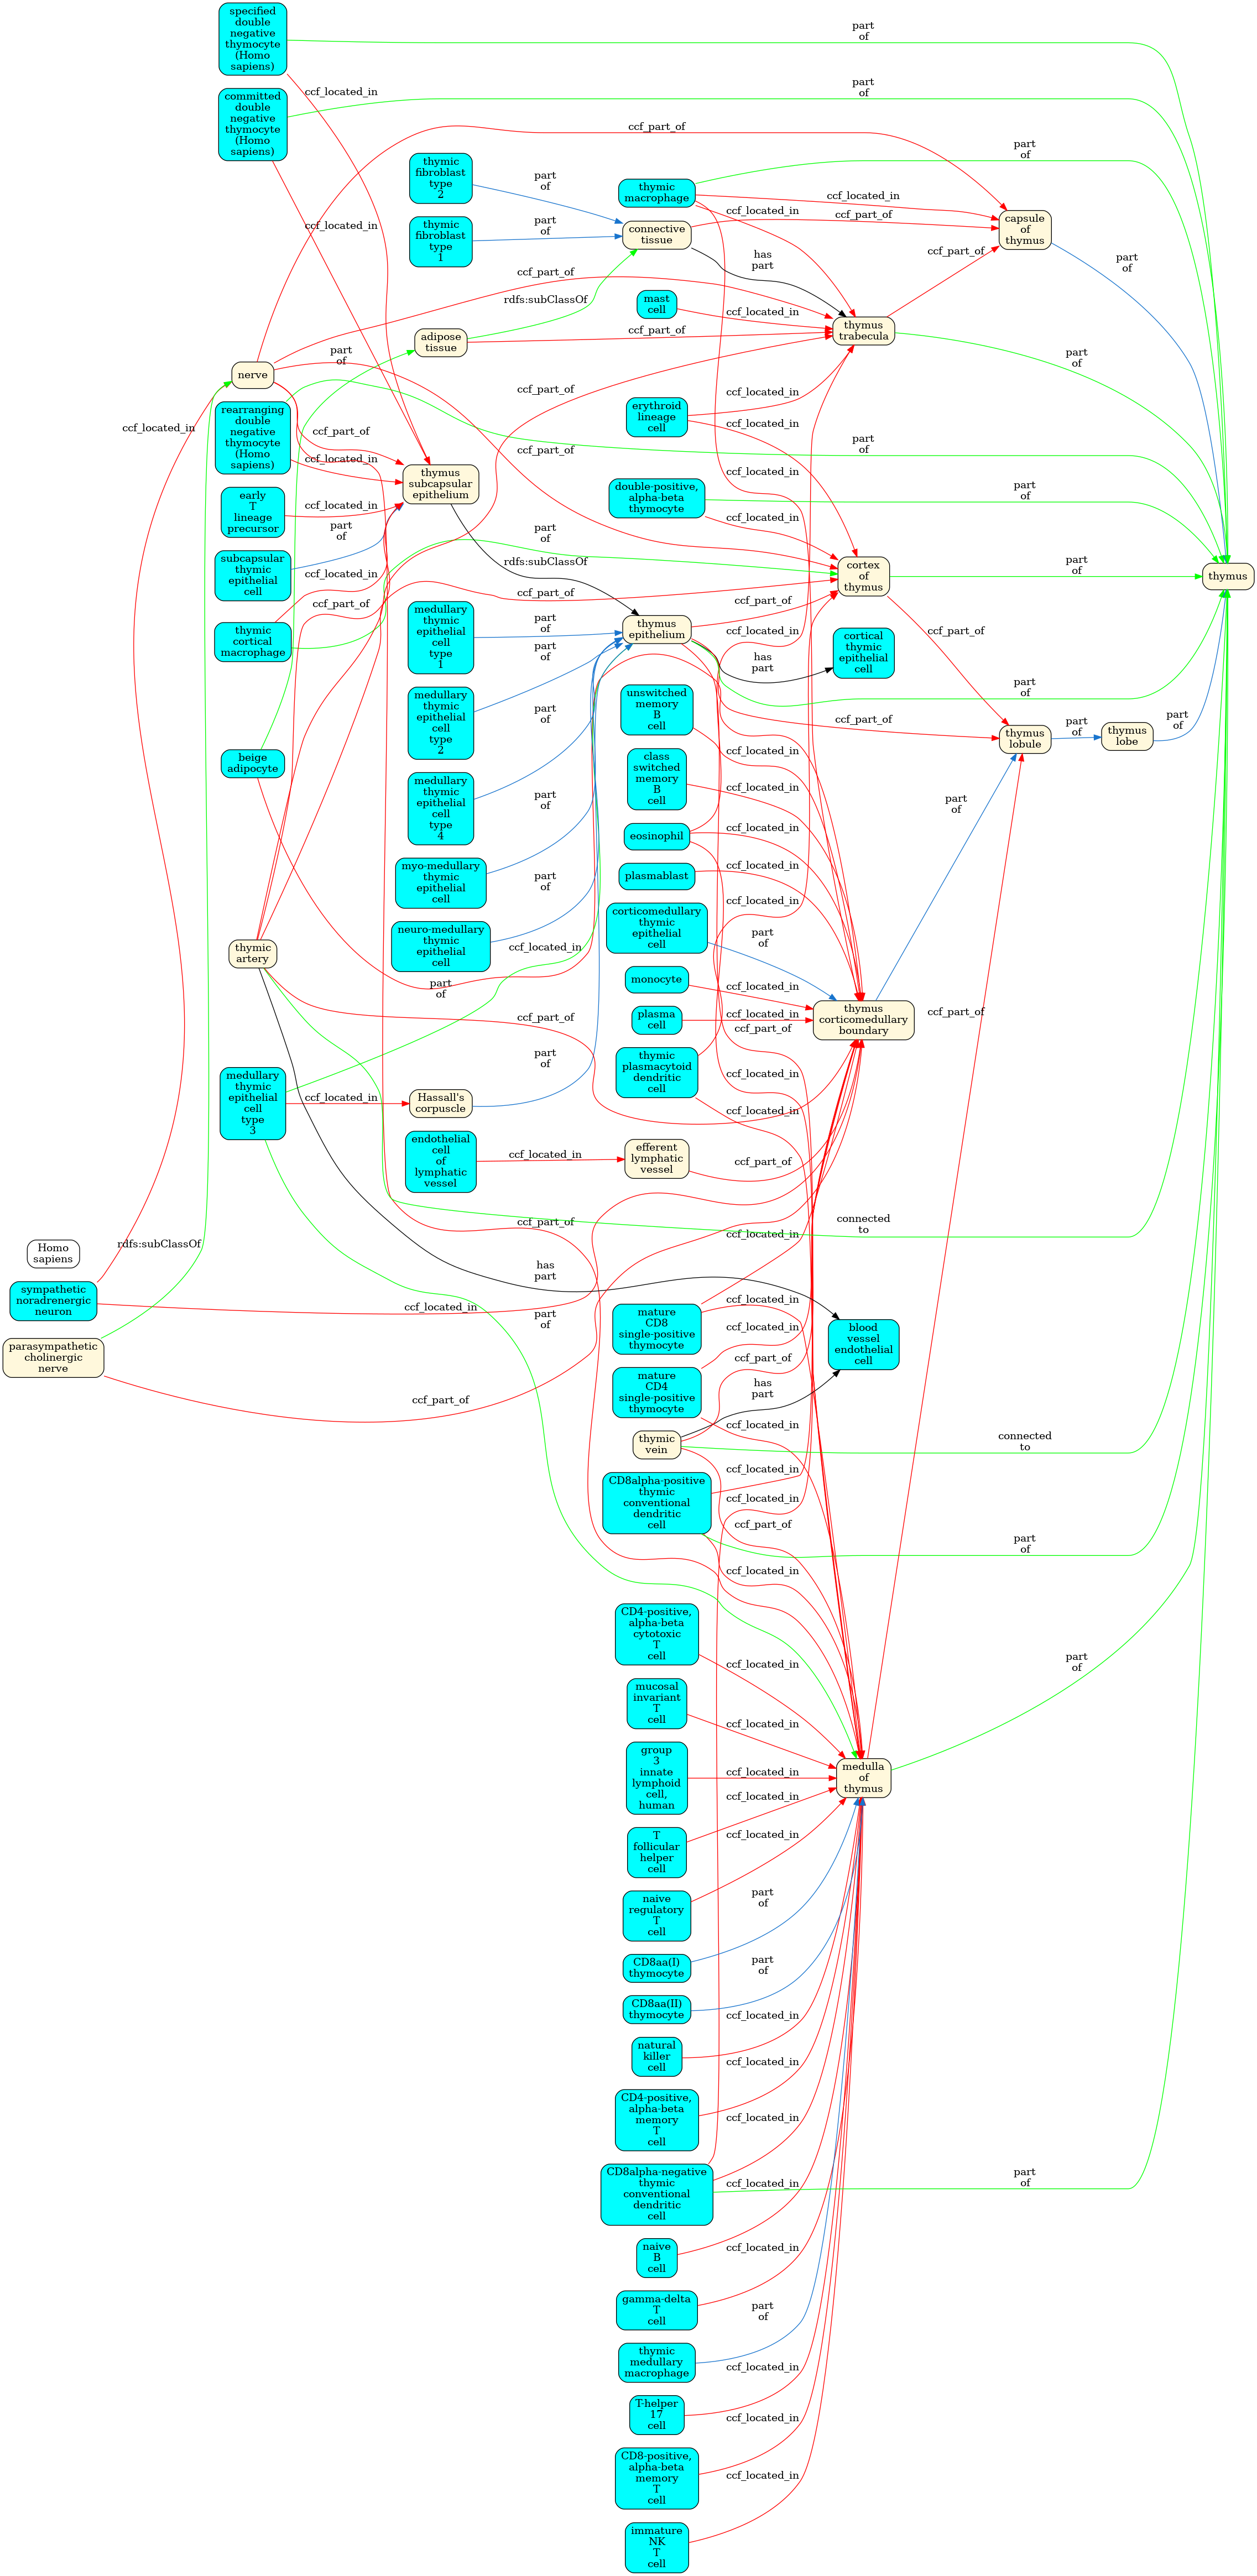 specified
double
negative
thymocyte
(Homo
sapiens)
part
of
committed
double
negative
thymocyte
(Homo
sapiens)
ccf_located_in
part
of
ccf_part_of
thymic
fibroblast
type
2
part
of
thymic
macrophage
part
of
ccf_located_in
ccf_located_in
ccf_part_of
capsule
of
thymus
ccf_located_in
thymic
fibroblast
type
1
part
of
connective
tissue
has
part
ccf_part_of
part
of
ccf_part_of
rdfs:subClassOf
mast
cell
ccf_located_in
thymus
trabecula
adipose
tissue
ccf_part_of
part
of
nerve
part
of
ccf_part_of
erythroid
lineage
cell
ccf_located_in
ccf_located_in
rearranging
double
negative
thymocyte
(Homo
sapiens)
ccf_located_in
ccf_part_of
ccf_located_in
ccf_part_of
part
of
thymus
subcapsular
epithelium
double-positive,
alpha-beta
thymocyte
ccf_located_in
ccf_located_in
part
of
early
T
lineage
precursor
ccf_located_in
part
of
part
of
subcapsular
thymic
epithelial
cell
ccf_located_in
rdfs:subClassOf
cortex
of
thymus
part
of
thymus
ccf_part_of
ccf_part_of
ccf_part_of
thymic
cortical
macrophage
medullary
thymic
epithelial
cell
type
1
part
of
part
of
thymus
epithelium
ccf_located_in
has
part
cortical
thymic
epithelial
cell
ccf_part_of
part
of
medullary
thymic
epithelial
cell
type
2
part
of
unswitched
memory
B
cell
ccf_part_of
thymus
lobule
part
of
thymus
lobe
part
of
beige
adipocyte
ccf_located_in
class
switched
memory
B
cell
ccf_located_in
medullary
thymic
epithelial
cell
type
4
part
of
eosinophil
ccf_located_in
part
of
myo-medullary
thymic
epithelial
cell
part
of
plasmablast
ccf_located_in
ccf_located_in
neuro-medullary
thymic
epithelial
cell
ccf_located_in
corticomedullary
thymic
epithelial
cell
part
of
thymic
artery
part
of
monocyte
ccf_located_in
ccf_part_of
plasma
cell
ccf_located_in
ccf_part_of
thymus
corticomedullary
boundary
ccf_part_of
medullary
thymic
epithelial
cell
type
3
ccf_located_in
part
of
thymic
plasmacytoid
dendritic
cell
ccf_located_in
ccf_located_in
Hassall's
corpuscle
endothelial
cell
of
lymphatic
vessel
ccf_located_in
efferent
lymphatic
vessel
ccf_part_of
ccf_part_of
connected
to
ccf_located_in
Homo
sapiens
rdfs:subClassOf
has
part
sympathetic
noradrenergic
neuron
ccf_located_in
part
of
mature
CD8
single-positive
thymocyte
ccf_located_in
ccf_located_in
blood
vessel
endothelial
cell
parasympathetic
cholinergic
nerve
ccf_part_of
ccf_part_of
has
part
mature
CD4
single-positive
thymocyte
ccf_located_in
thymic
vein
connected
to
ccf_located_in
CD8alpha-positive
thymic
conventional
dendritic
cell
ccf_located_in
ccf_part_of
part
of
ccf_located_in
CD4-positive,
alpha-beta
cytotoxic
T
cell
ccf_located_in
part
of
mucosal
invariant
T
cell
ccf_located_in
group
3
innate
lymphoid
cell,
human
ccf_located_in
medulla
of
thymus
ccf_located_in
T
follicular
helper
cell
ccf_located_in
naive
regulatory
T
cell
part
of
CD8aa(I)
thymocyte
part
of
CD8aa(II)
thymocyte
ccf_located_in
natural
killer
cell
ccf_located_in
CD4-positive,
alpha-beta
memory
T
cell
ccf_located_in
CD8alpha-negative
thymic
conventional
dendritic
cell
ccf_located_in
part
of
naive
B
cell
ccf_located_in
gamma-delta
T
cell
part
of
thymic
medullary
macrophage
ccf_located_in
T-helper
17
cell
ccf_located_in
CD8-positive,
alpha-beta
memory
T
cell
ccf_located_in
immature
NK
T
cell